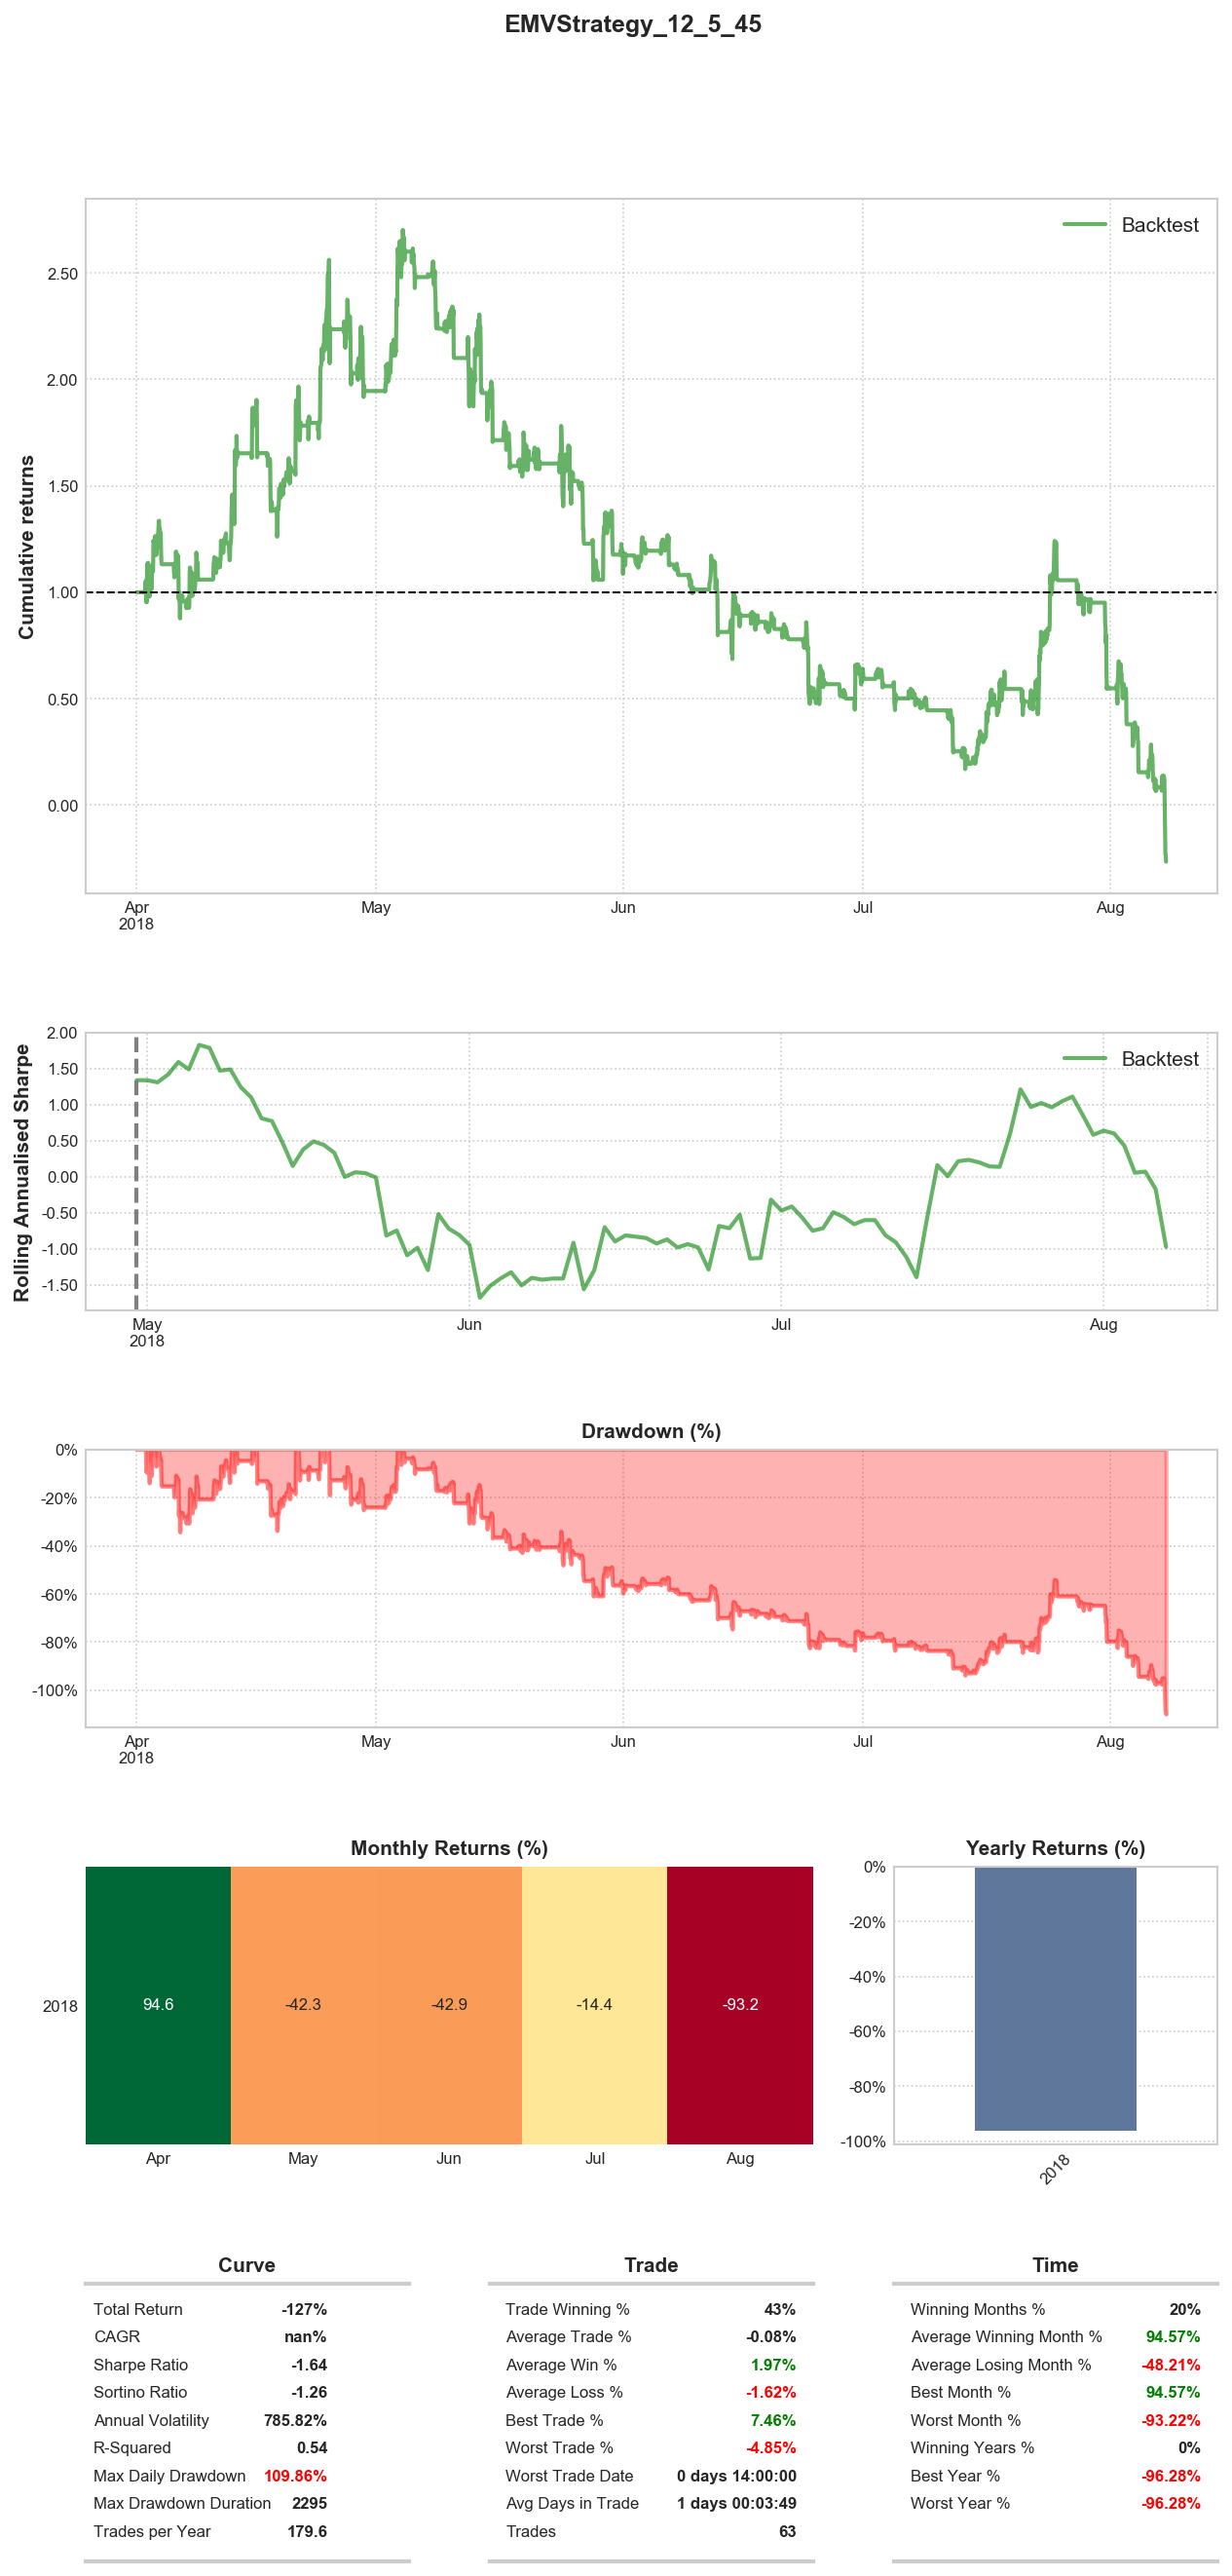 EMVStrategy_12_5_45
Backtest
Cumulative returns
2.50
2.00
1.50
1.00
0.50
0.00
Apr May Jun Jul Aug
2018
Backtest
Rolling Annualised Sharpe
2.00
1.50
1.00
0.50
0.00
-0.50
-1.00
-1.50
May Jun Jul Aug
2018
Drawdown (%)
0%
-20%
-40%
-60%
-80%
-100%
Apr May Jun Jul Aug
2018
Monthly Returns (%)
2018 94.6 -42.3 -42.9 -14.4 -93.2
Apr May Jun Jul Aug
Yearly Returns (%)
0%
-20%
-40%
-60%
-80%
-100%
2018
Curve
Total Return -127%
CAGR nan%
Sharpe Ratio -1.64
Sortino Ratio -1.26
Annual Volatility 785.82%
R-Squared 0.54
Max Daily Drawdown 109.86%
Max Drawdown Duration 2295
Trades per Year 179.6
Trade
Trade Winning % 43%
Average Trade % -0.08%
Average Win % 1.97%
Average Loss % -1.62%
Best Trade % 7.46%
Worst Trade % -4.85%
Worst Trade Date 0 days 14:00:00
Avg Days in Trade 1 days 00:03:49
Trades 63
Time
Winning Months % 20%
Average Winning Month % 94.57%
Average Losing Month % -48.21%
Best Month % 94.57%
Worst Month % -93.22%
Winning Years % 0%
Best Year % -96.28%
Worst Year % -96.28%